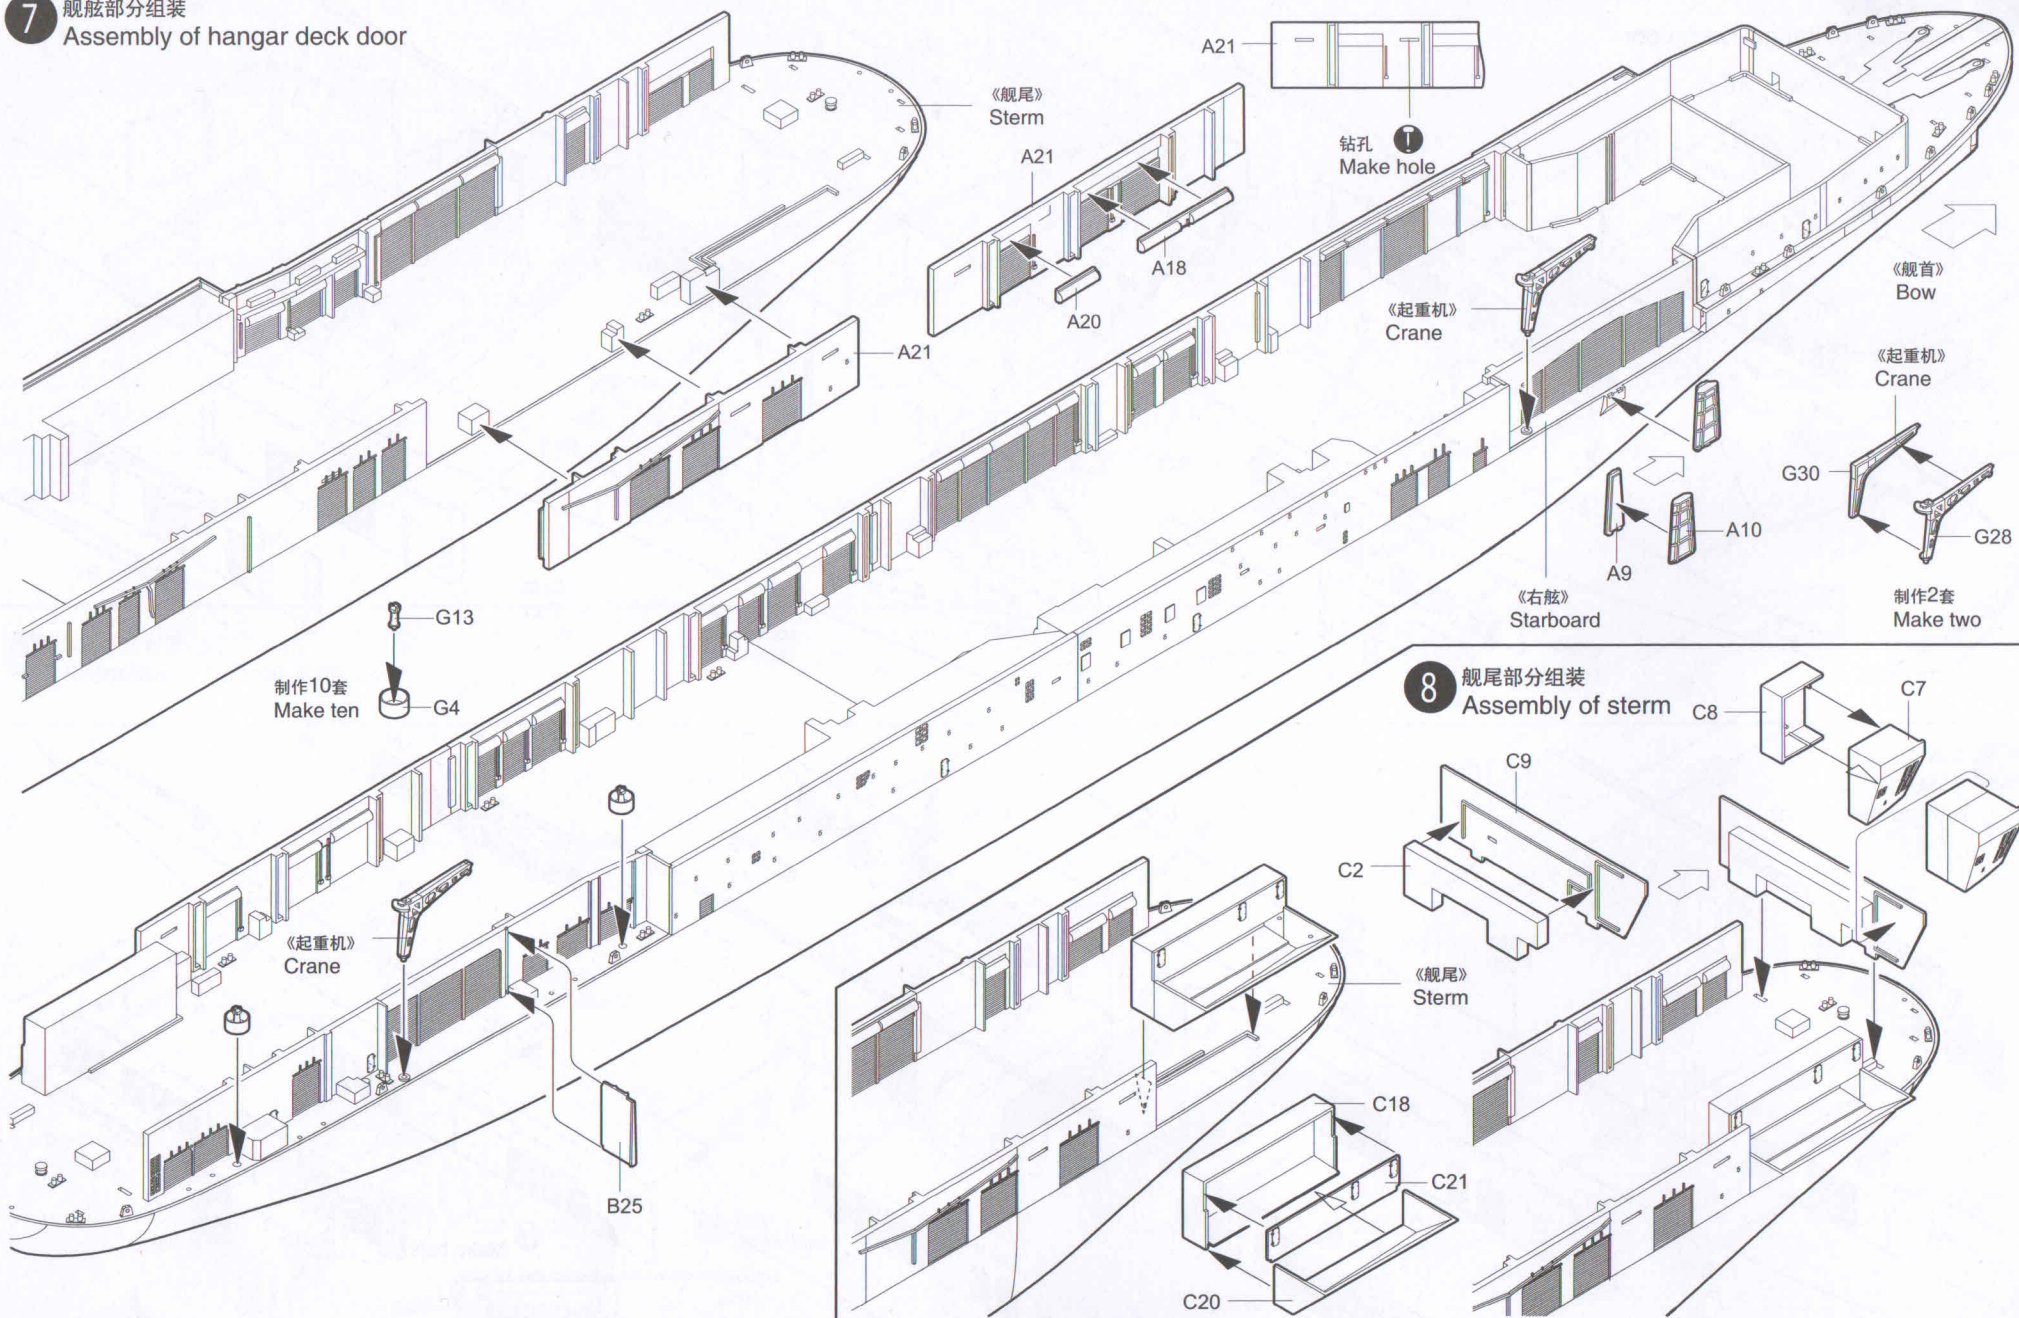 7
舰舷部分组装
Assembly of hangar deck door
《舰尾》
Sterm
A21
A18
A20
A21
A21
钻孔
Make hole
《舰首》
Bow
《起重机》
Crane
《起重机》
Crane
G30
G28
制作2套
Make two
A10
A9
《右舷》
Starboard
G13
制作10套
Make ten
G4
《起重机》
Crane
B25
8
舰尾部分组装
Assembly of sterm
C8
C7
C9
C2
《舰尾》
Sterm
C18
C21
C20